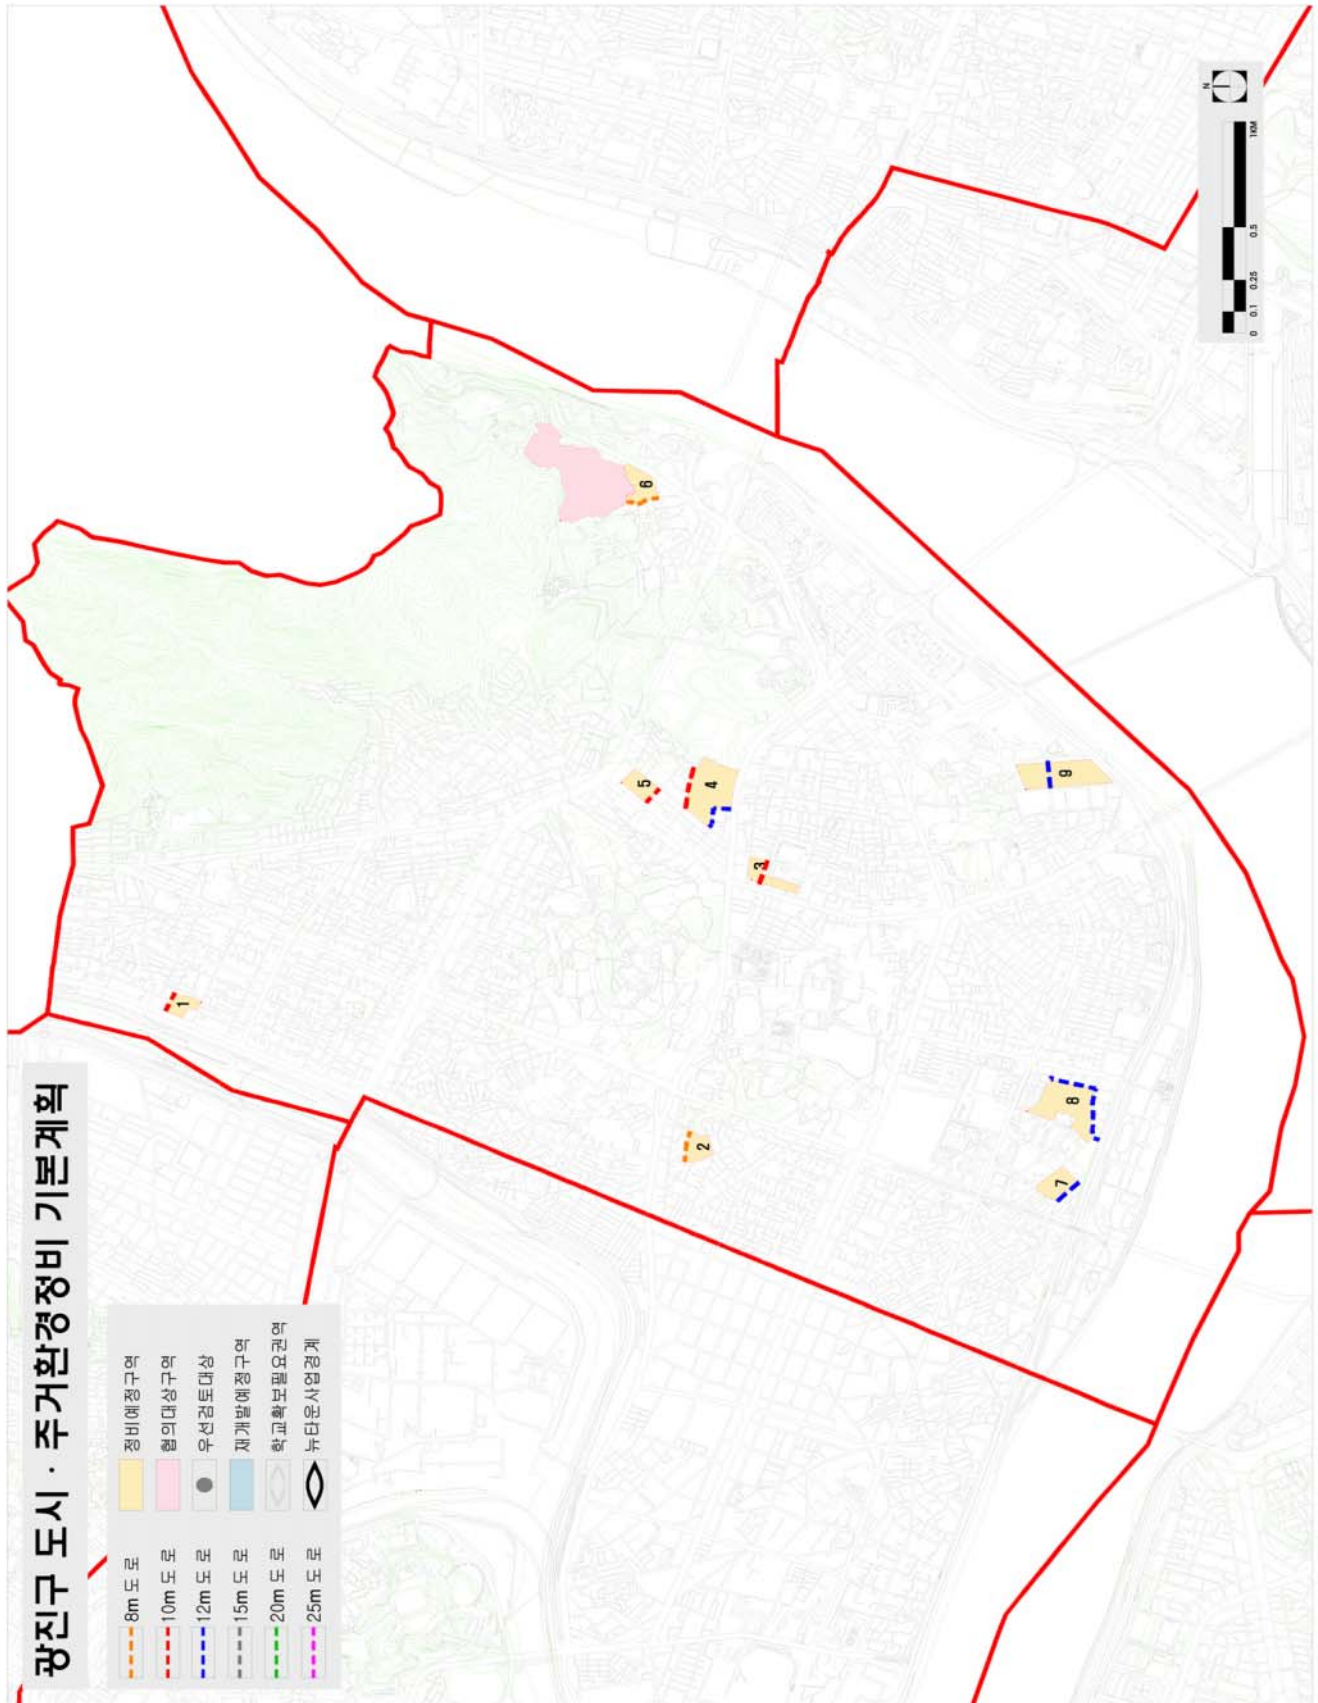 광진구 도시 · 주거환경정비 기본계획
8m 도 로
정비예정구역
10m 도 로
협의대상구역
12m 도 로
우선검토대상
15m 도 로
재개발예정구역
20m 도 로
학교확보필요권역
25m 도 로
뉴타운사업경계
1
2
3
4
5
6
7
8
9
N
0 0.1 0.25 0.5 1KM